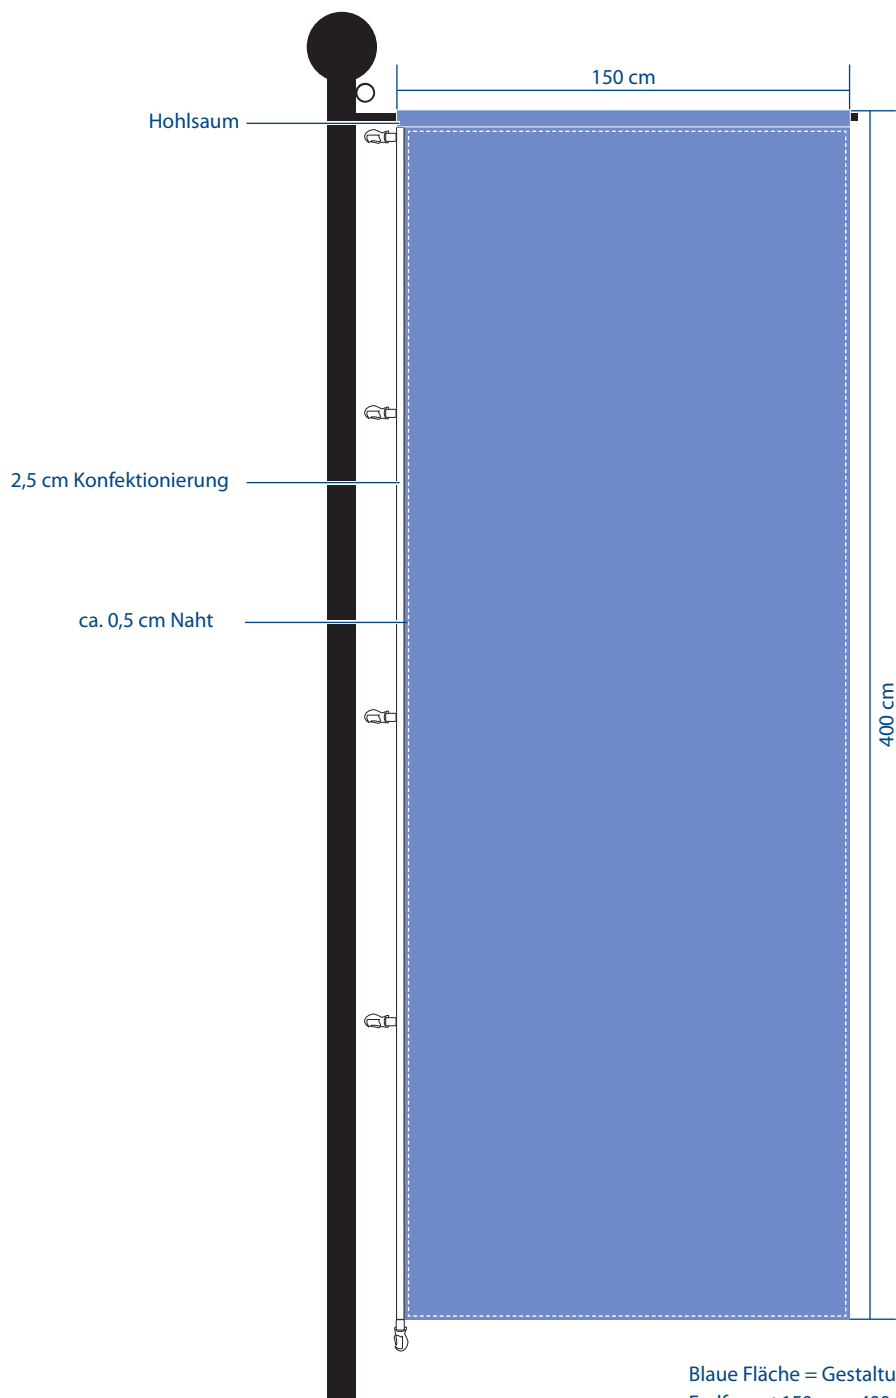 150 cm
Hohlsaum
2,5 cm Konfektionierung
ca. 0,5 cm Naht
400 cm
Blaue Fläche = Gestaltu